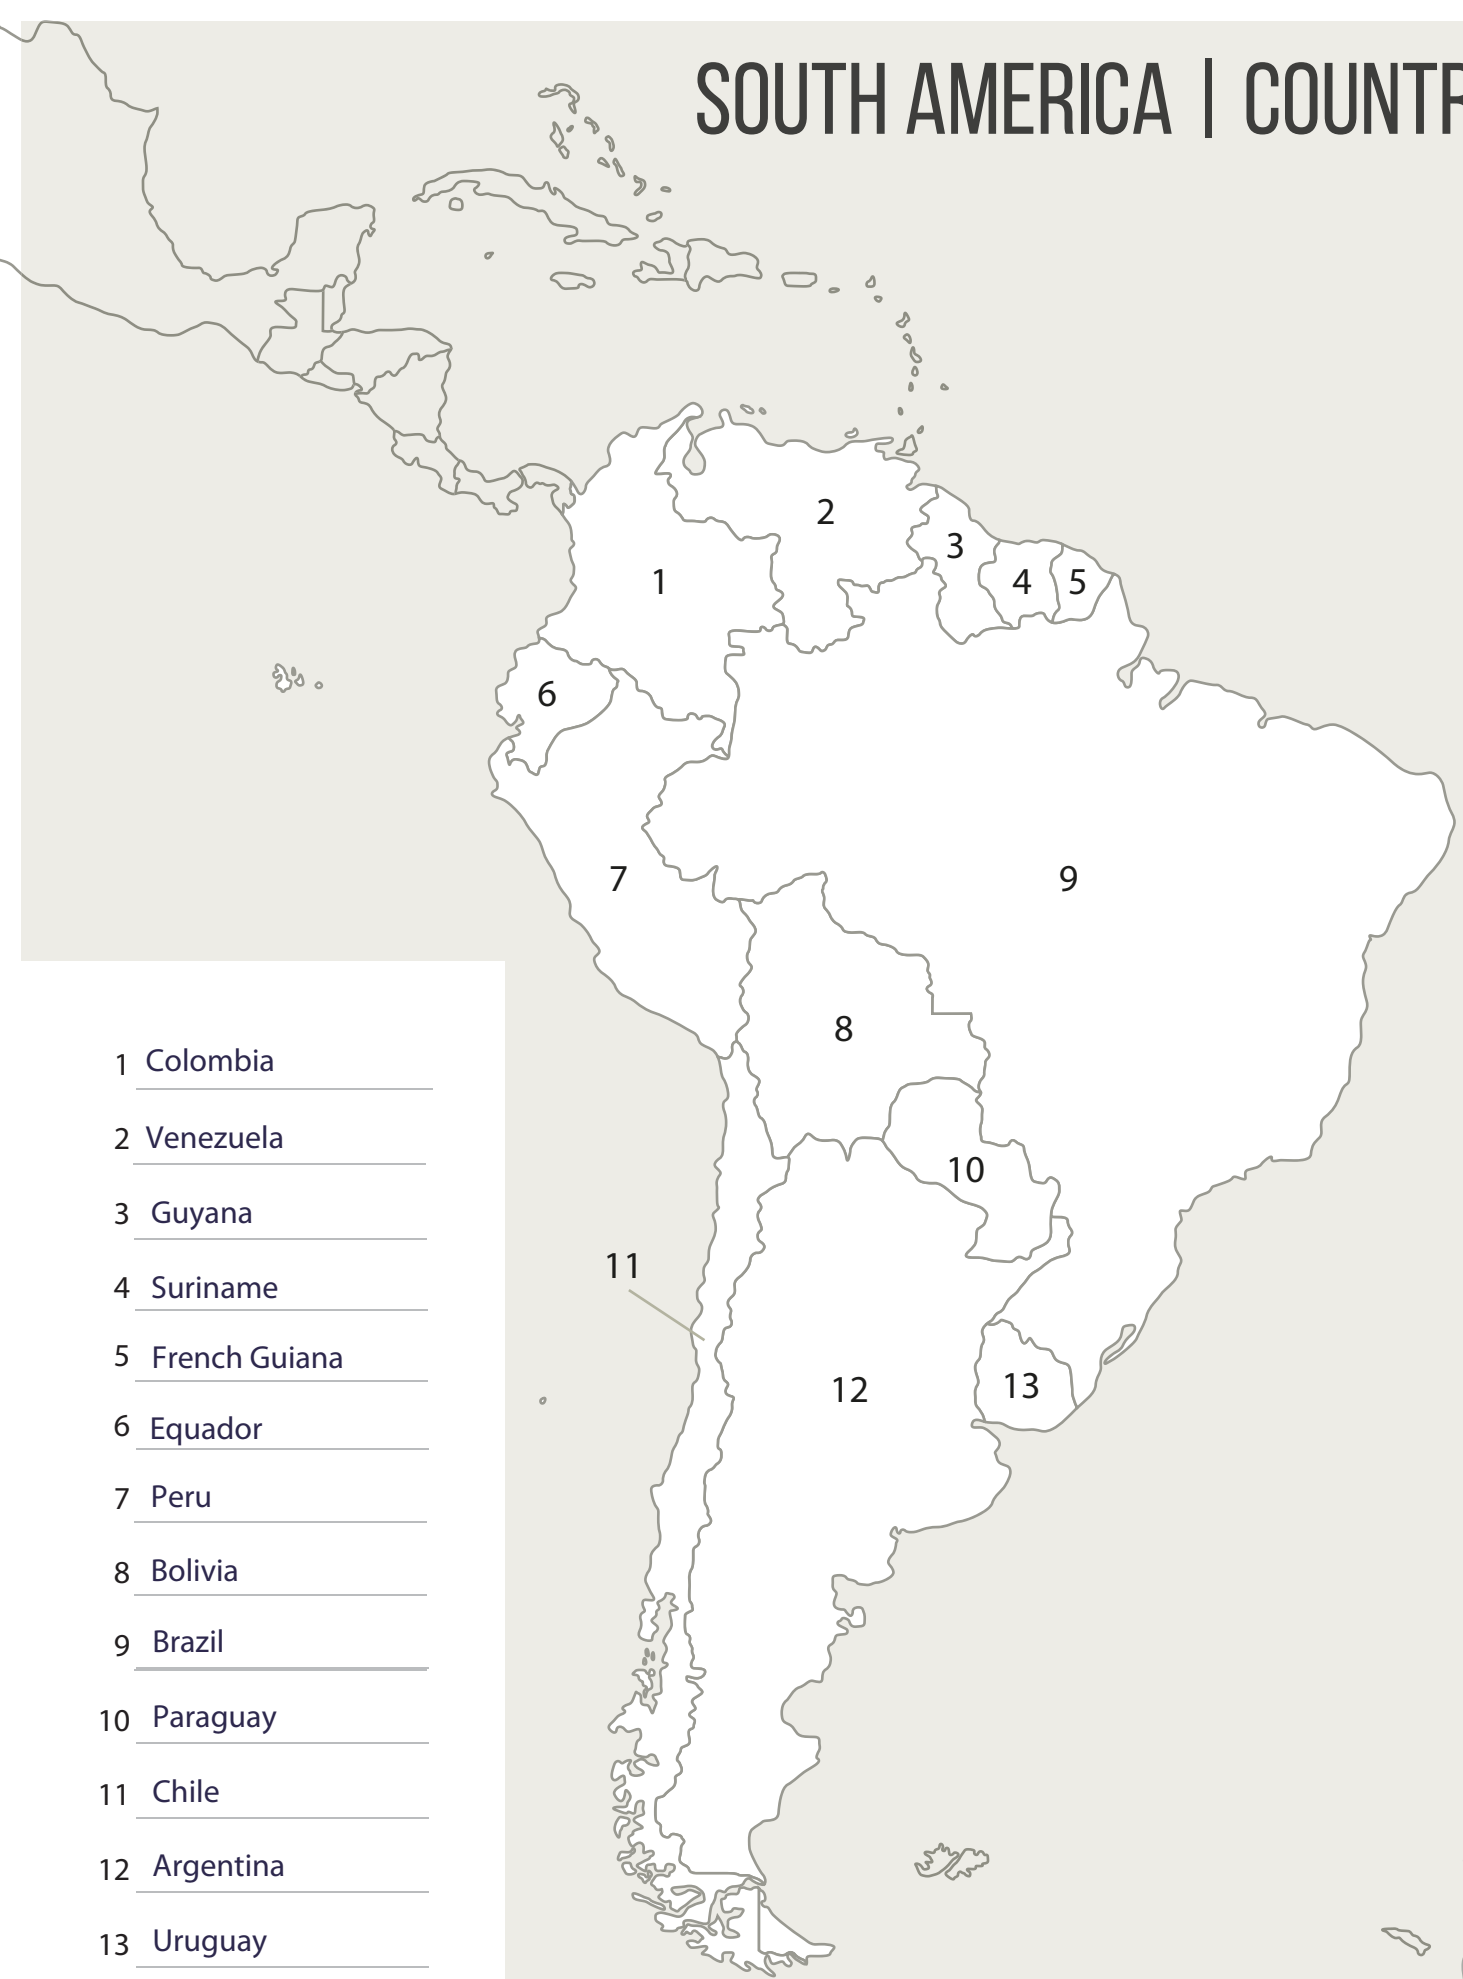 SOUTH AMERICA | COUNTR
2
3
1
4
5
6
7
9
8
10
11
12
13
1 Colombia
2 Venezuela
3 Guyana
4 Suriname
5 French Guiana
6 Equador
7 Peru
8 Bolivia
9 Brazil
10 Paraguay
11 Chile
12 Argentina
13 Uruguay